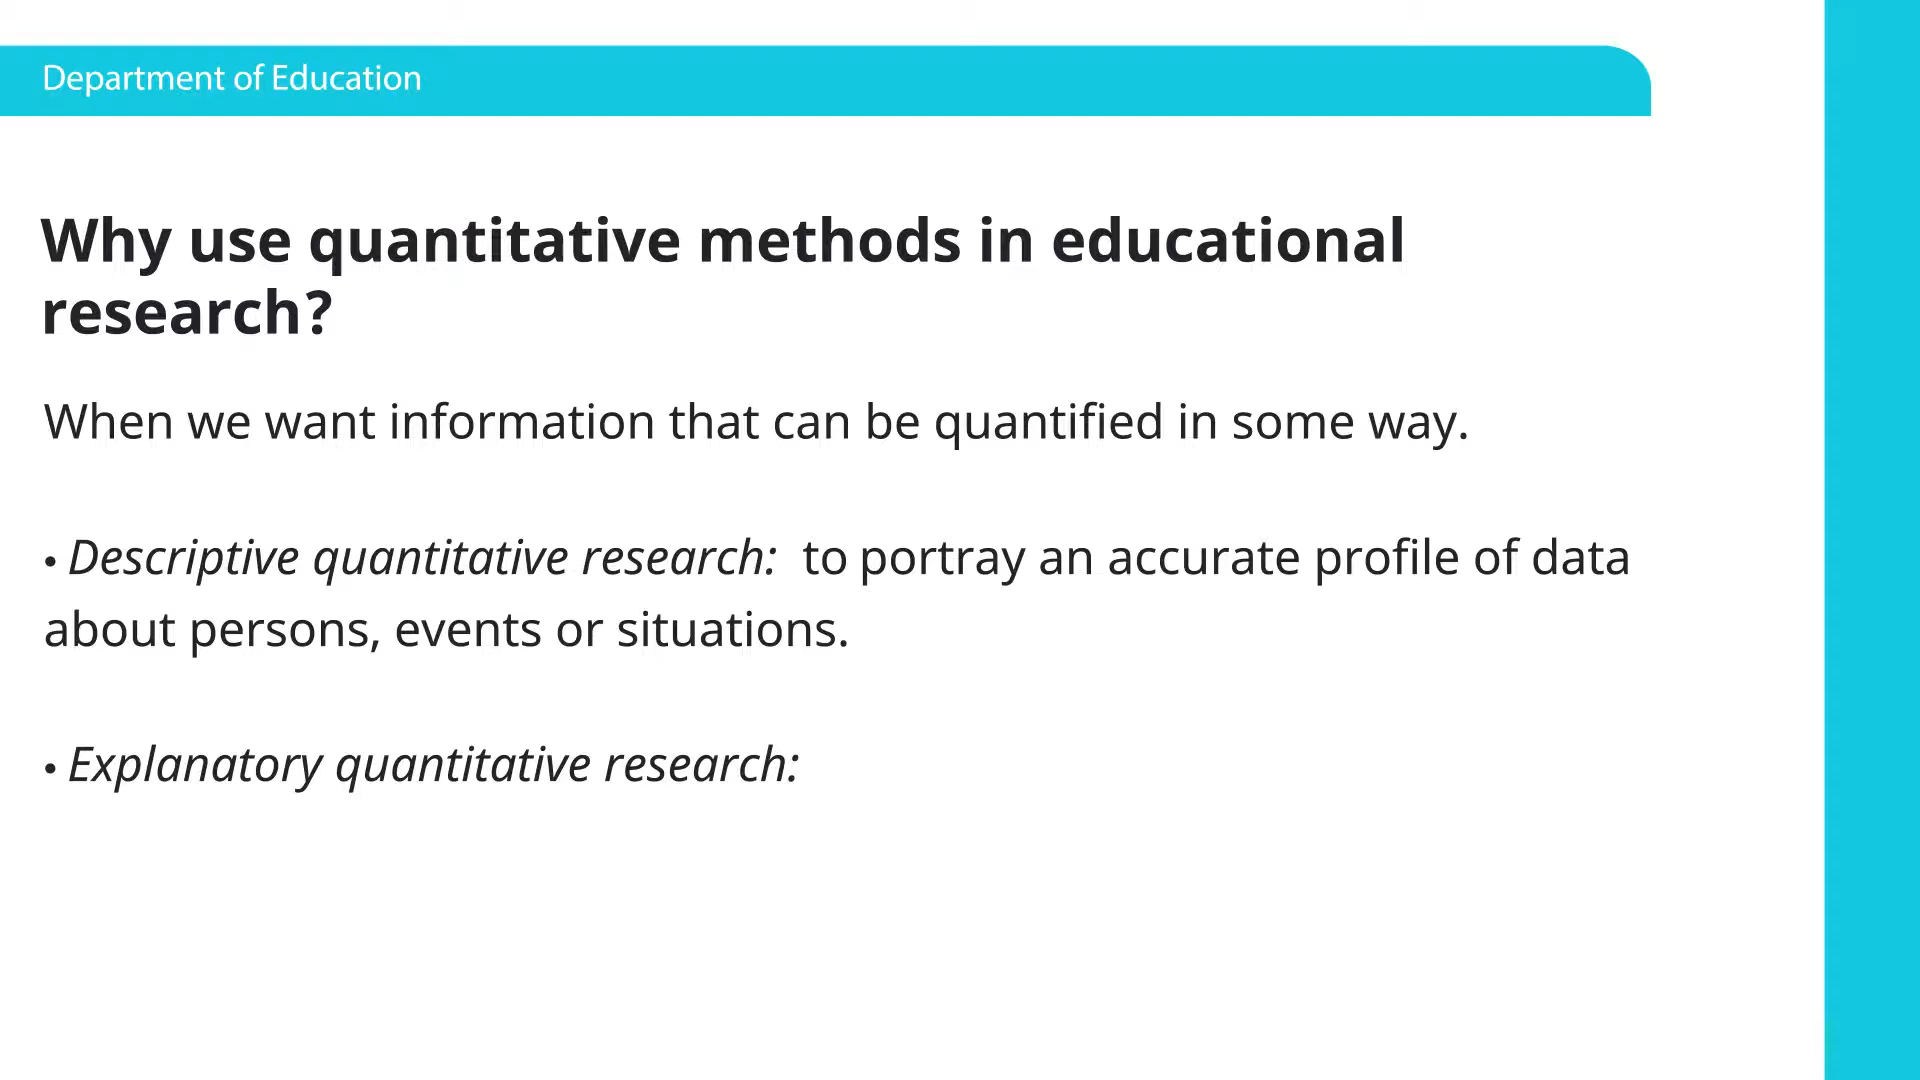 Department of Education
Why use quantitative methods in educational
research?
When we want information that can be quantified in some way.
• Descriptive quantitative research:  to portray an accurate profile of data
about persons, events or situations.
• Explanatory quantitative research: